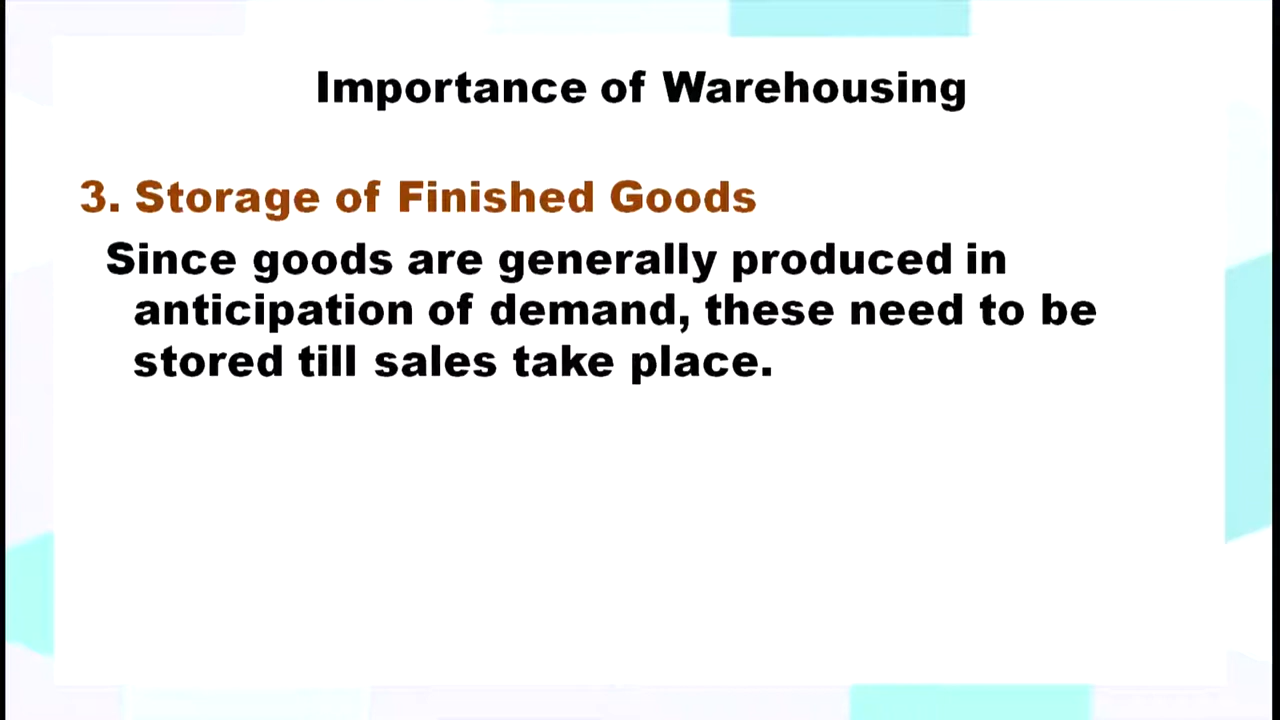 Importance of Warehousing
3. Storage of Finished Goods
Since goods are generally produced in
anticipation of demand, these need to be
stored till sales take place.